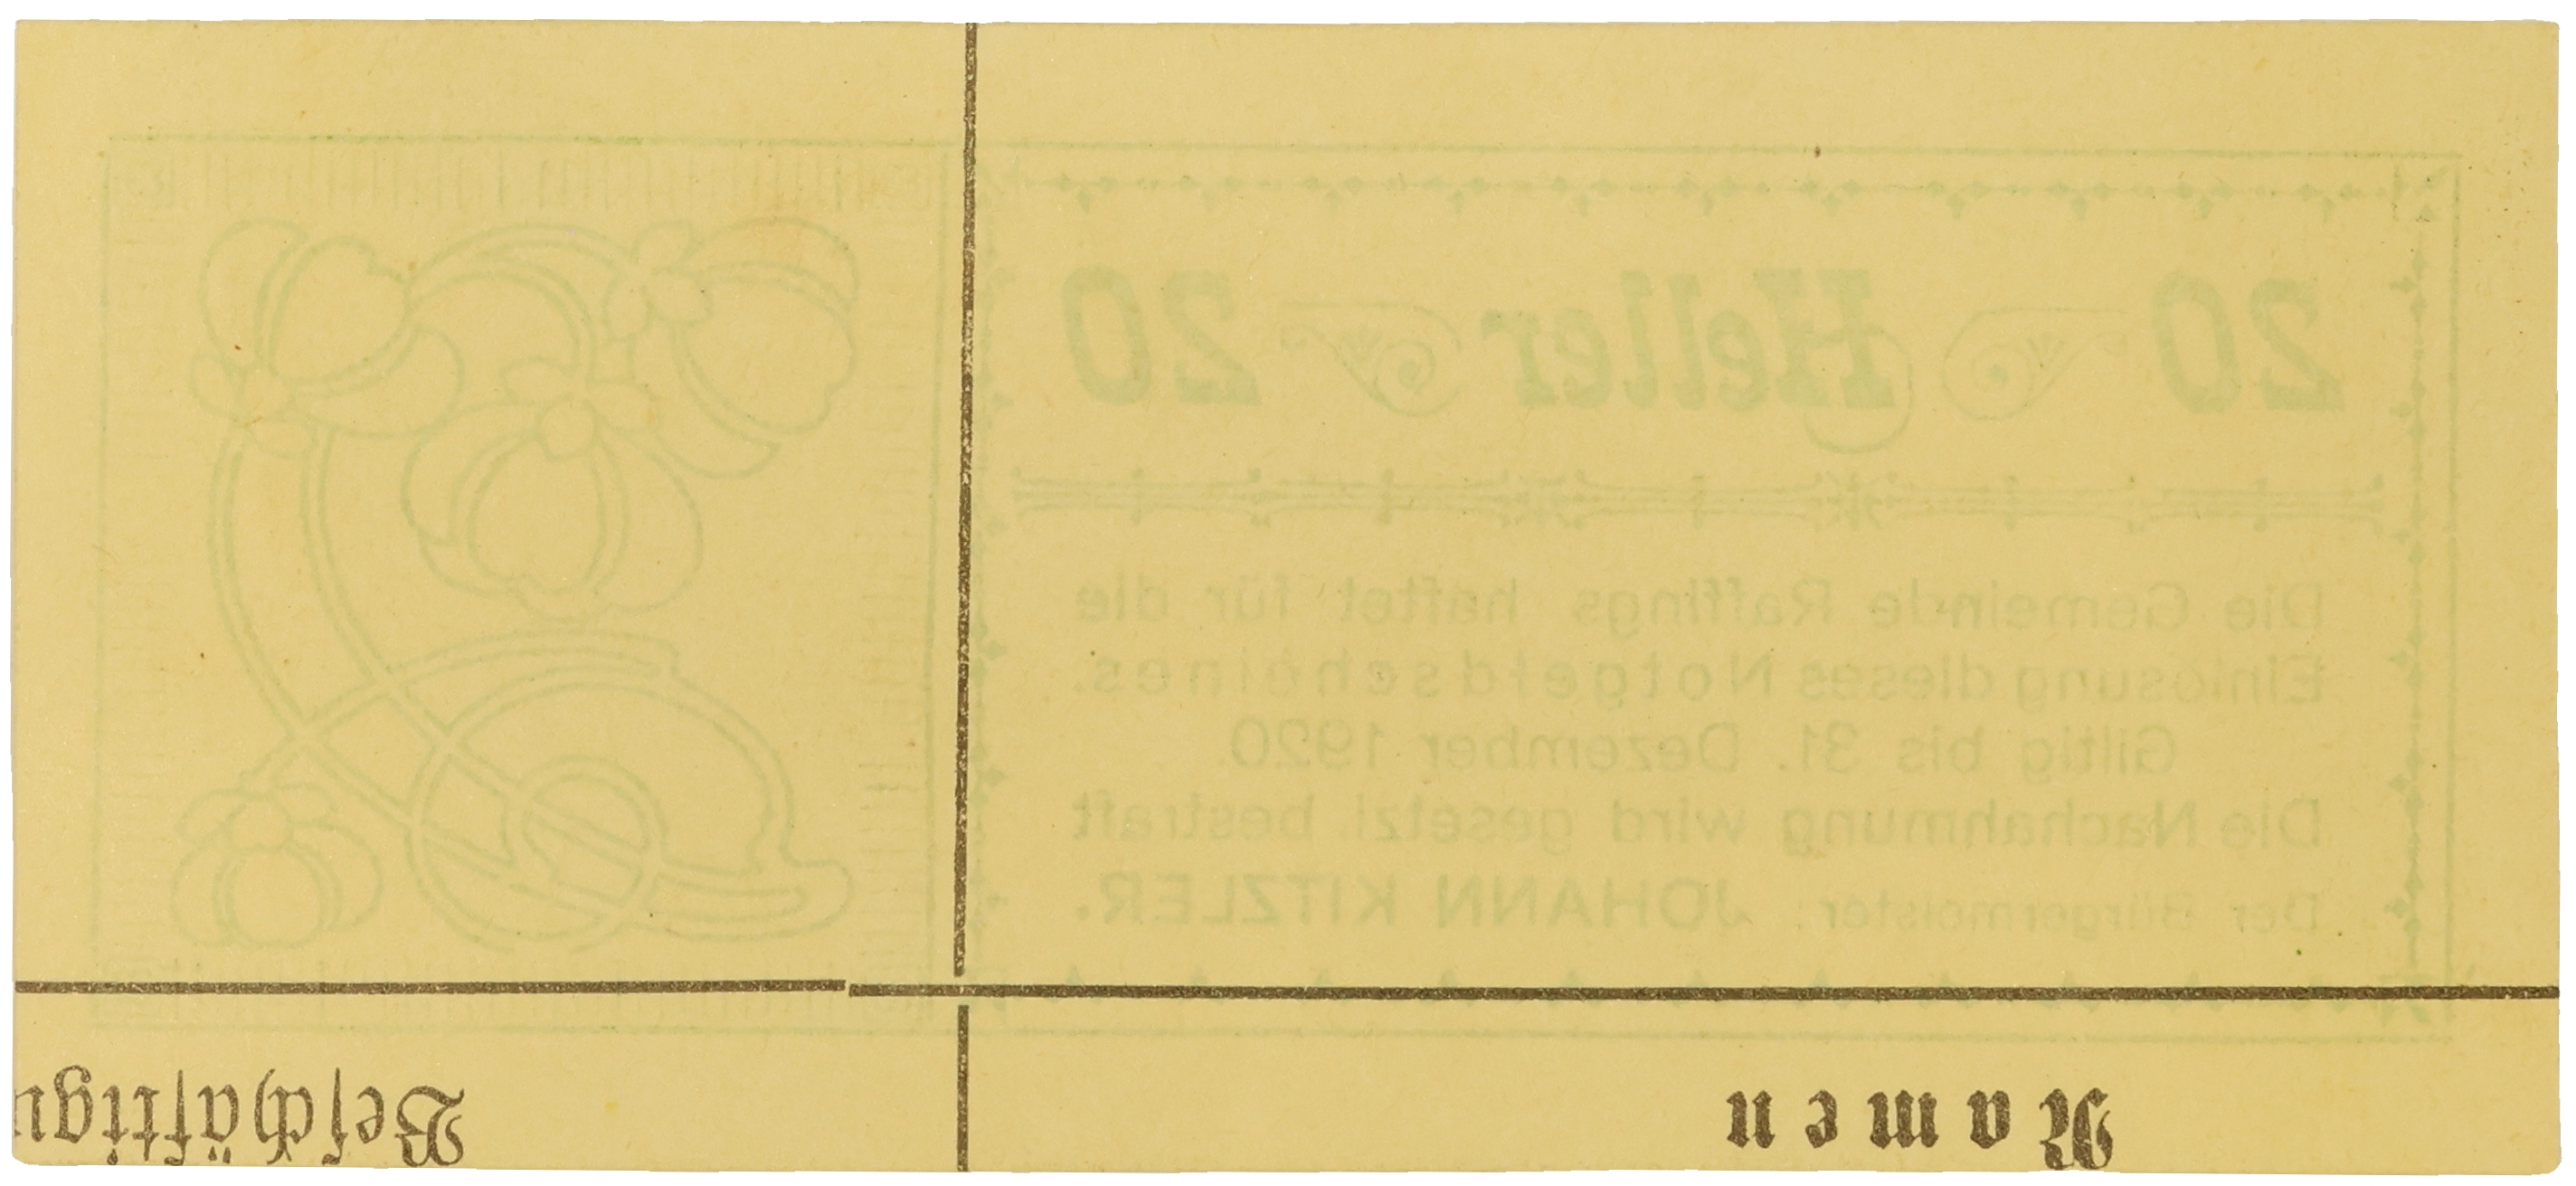 20 Heller 20
Die Gemeinde Raffings haftet für die
Einlosung dieses Notgeldscheines.
Giltig bis 31. Dezember 1920
Die Nachahmung wird gesetzl. bestraft
Der Bürgermeister: JOHANN KITZLER.
Namen
Beschäftigu